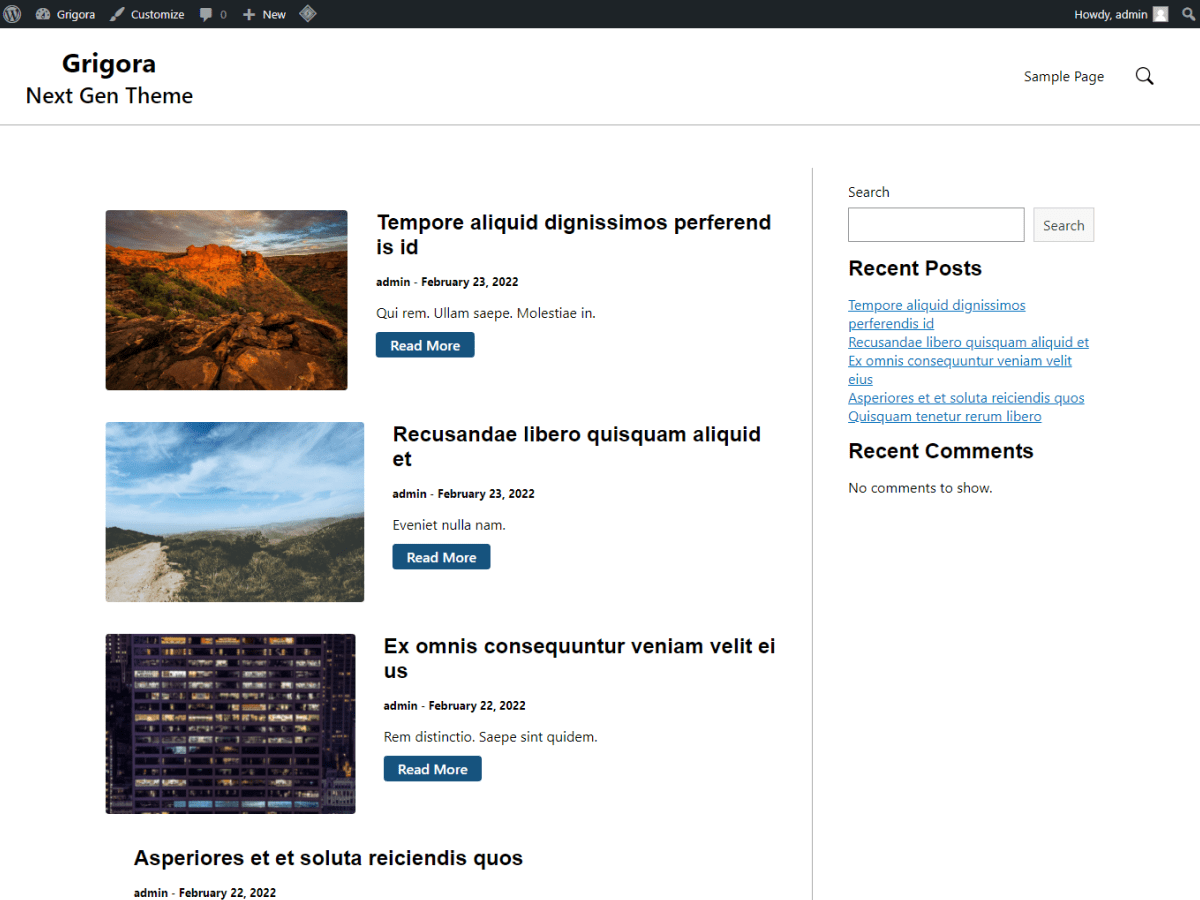 Grigora Customize 0 New Howdy, admin
Grigora
Next Gen Theme
Sample Page
Tempore aliquid dignissimos perferend
is id
admin - February 23, 2022
Qui rem. Ullam saepe. Molestiae in.
Read More
Recusandae libero quisquam aliquid
et
admin - February 23, 2022
Eveniet nulla nam.
Read More
Ex omnis consequuntur veniam velit ei
us
admin - February 22, 2022
Rem distinctio. Saepe sint quidem.
Read More
Asperiores et et soluta reiciendis quos
admin - February 22, 2022
Search
Search
Recent Posts
Tempore aliquid dignissimos
perferendis id
Recusandae libero quisquam aliquid et
Ex omnis consequuntur veniam velit
eius
Asperiores et et soluta reiciendis quos
Quisquam tenetur rerum libero
Recent Comments
No comments to show.